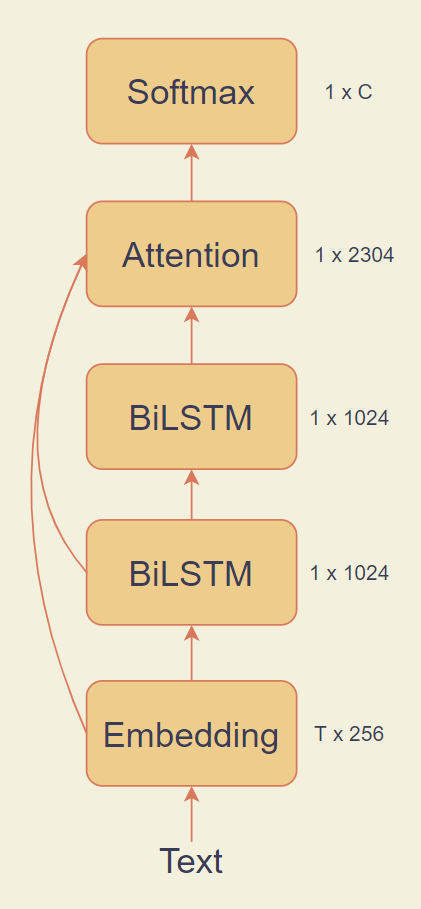 Softmax 1 x C
Attention 1 x 2304
BiLSTM 1 x 1024
BiLSTM 1 x 1024
Embedding T x 256
Text